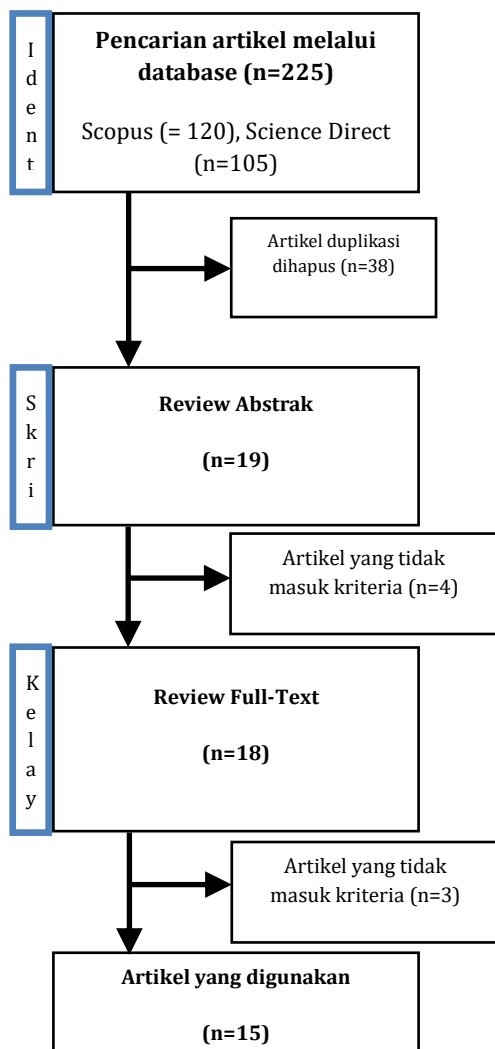 I
d
e
n
t
Pencarian artikel melalui
database (n=225)
Scopus (= 120), Science Direct
(n=105)
Artikel duplikasi
dihapus (n=38)
S
k
r
i
Review Abstrak
(n=19)
Artikel yang tidak
masuk kriteria (n=4)
K
e
l
a
y
Review Full-Text
(n=18)
Artikel yang tidak
masuk kriteria (n=3)
Artikel yang digunakan
(n=15)